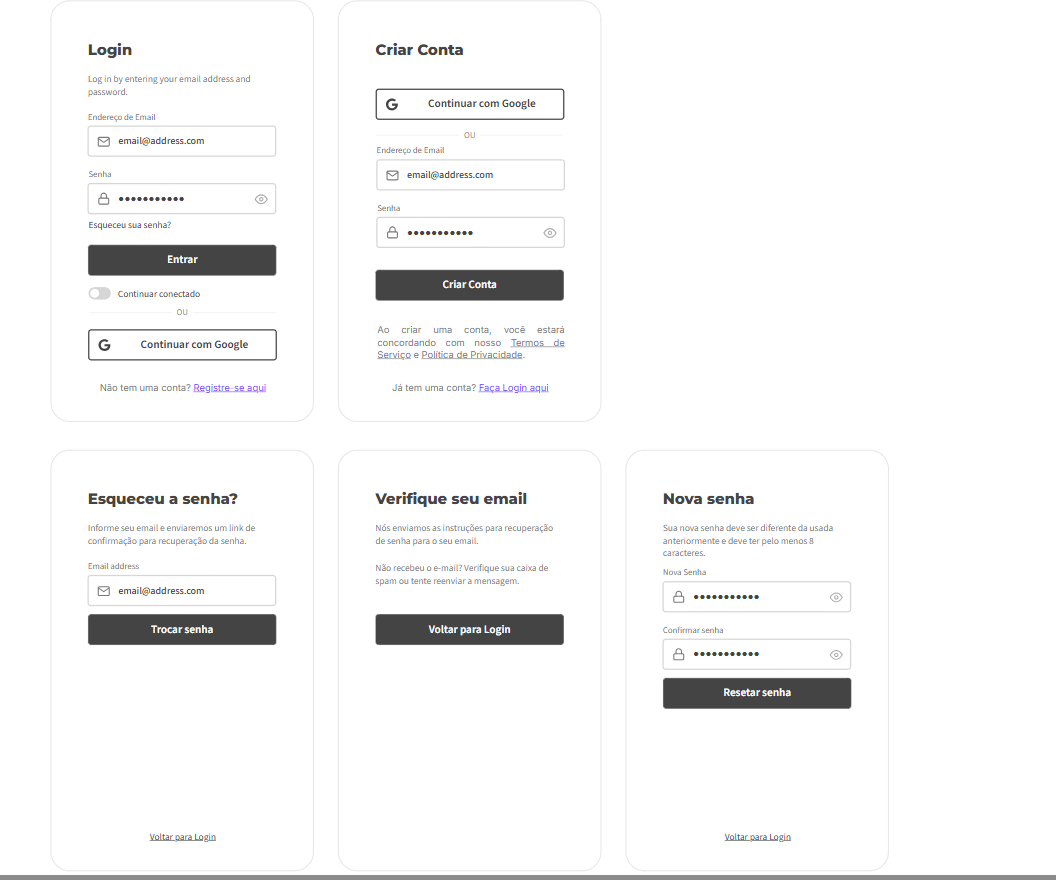 Login
Log in by entering your email address and
password.
Endereço de Email
email@address.com
Senha
•••••••••••
Esqueceu sua senha?
Entrar
Continuar conectado
OU
G Continuar com Google
Não tem uma conta? Registre-se aqui
Criar Conta
G Continuar com Google
OU
Endereço de Email
email@address.com
Senha
•••••••••••
Criar Conta
Ao criar uma conta, você estará
concordando com nosso Termos de
Serviço e Política de Privacidade.
Já tem uma conta? Faça Login aqui
Esqueceu a senha?
Informe seu email e enviaremos um link de
confirmação para recuperação da senha.
Email address
email@address.com
Trocar senha
Voltar para Login
Verifique seu email
Nós enviamos as instruções para recuperação
de senha para o seu email.
Não recebeu o e-mail? Verifique sua caixa de
spam ou tente reenviar a mensagem.
Voltar para Login
Nova senha
Sua nova senha deve ser diferente da usada
anteriormente e deve ter pelo menos 8
caracteres.
Nova Senha
•••••••••••
Confirmar senha
•••••••••••
Resetar senha
Voltar para Login